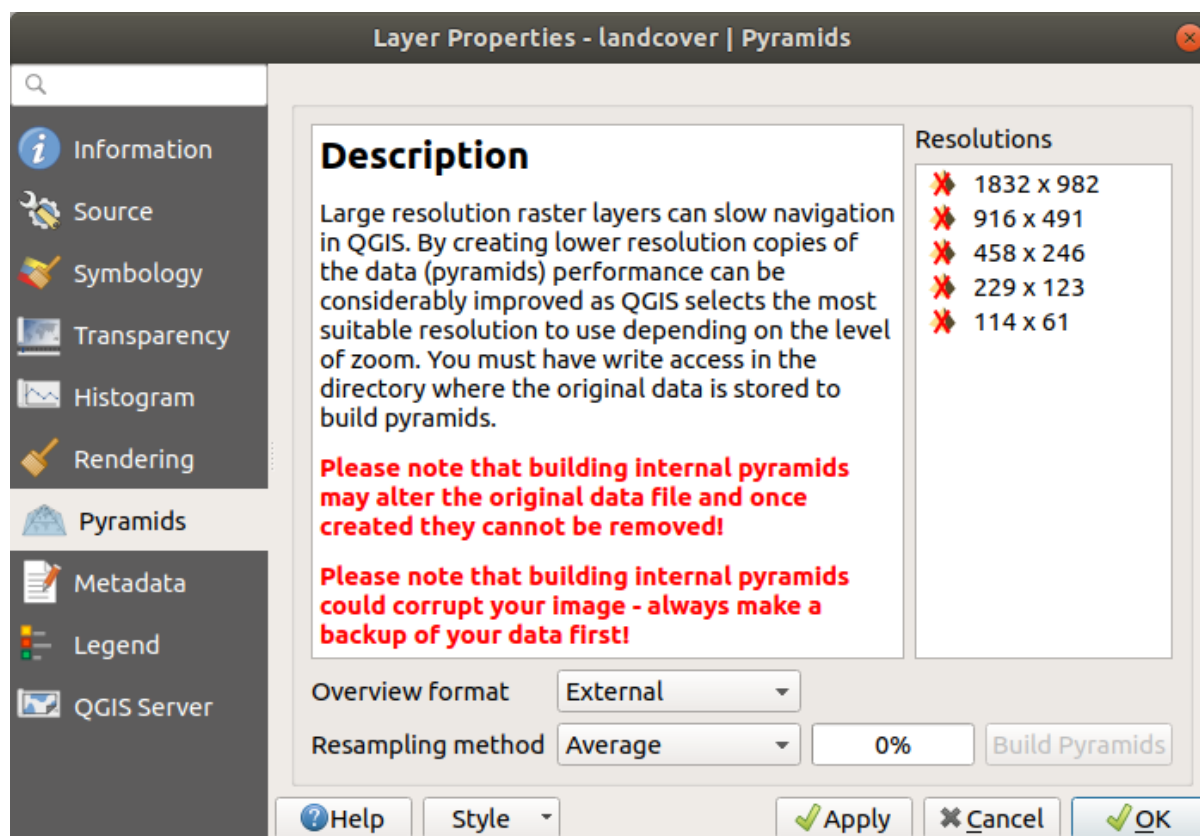 Layer Properties - landcover | Pyramids
Information
Source
Symbology
Transparency
Histogram
Rendering
Pyramids
Metadata
Legend
QGIS Server
Description
Large resolution raster layers can slow navigation
in QGIS. By creating lower resolution copies of
the data (pyramids) performance can be
considerably improved as QGIS selects the most
suitable resolution to use depending on the level
of zoom. You must have write access in the
directory where the original data is stored to
build pyramids.
Please note that building internal pyramids
may alter the original data file and once
created they cannot be removed!
Please note that building internal pyramids
could corrupt your image - always make a
backup of your data first!
Resolutions
1832 x 982
916 x 491
458 x 246
229 x 123
114 x 61
Overview format External
Resampling method Average 0% Build Pyramids
Help Style Apply Cancel OK